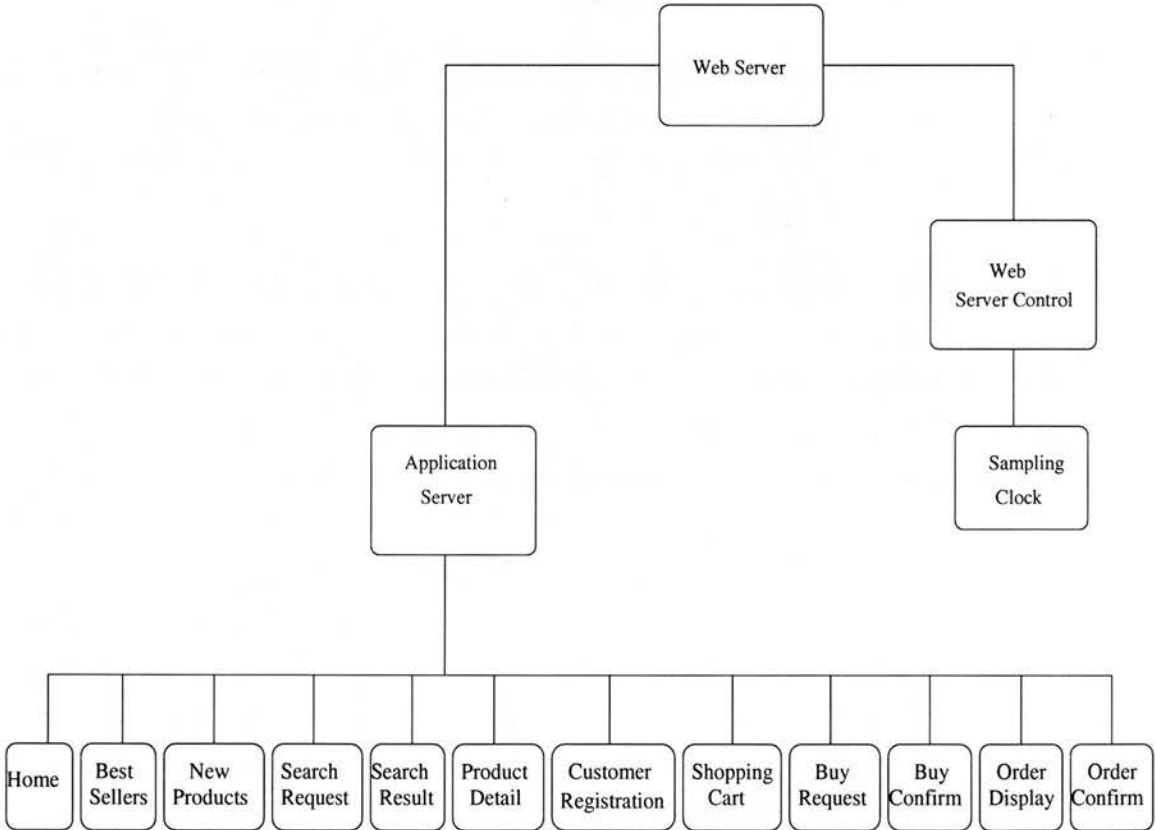 Web Server
Web
Server Control
Application
Server
Sampling
Clock
Home
Best
Sellers
New
Products
Search
Request
Search
Result
Product
Detail
Customer
Registration
Shopping
Cart
Buy
Request
Buy
Confirm
Order
Display
Order
Confirm